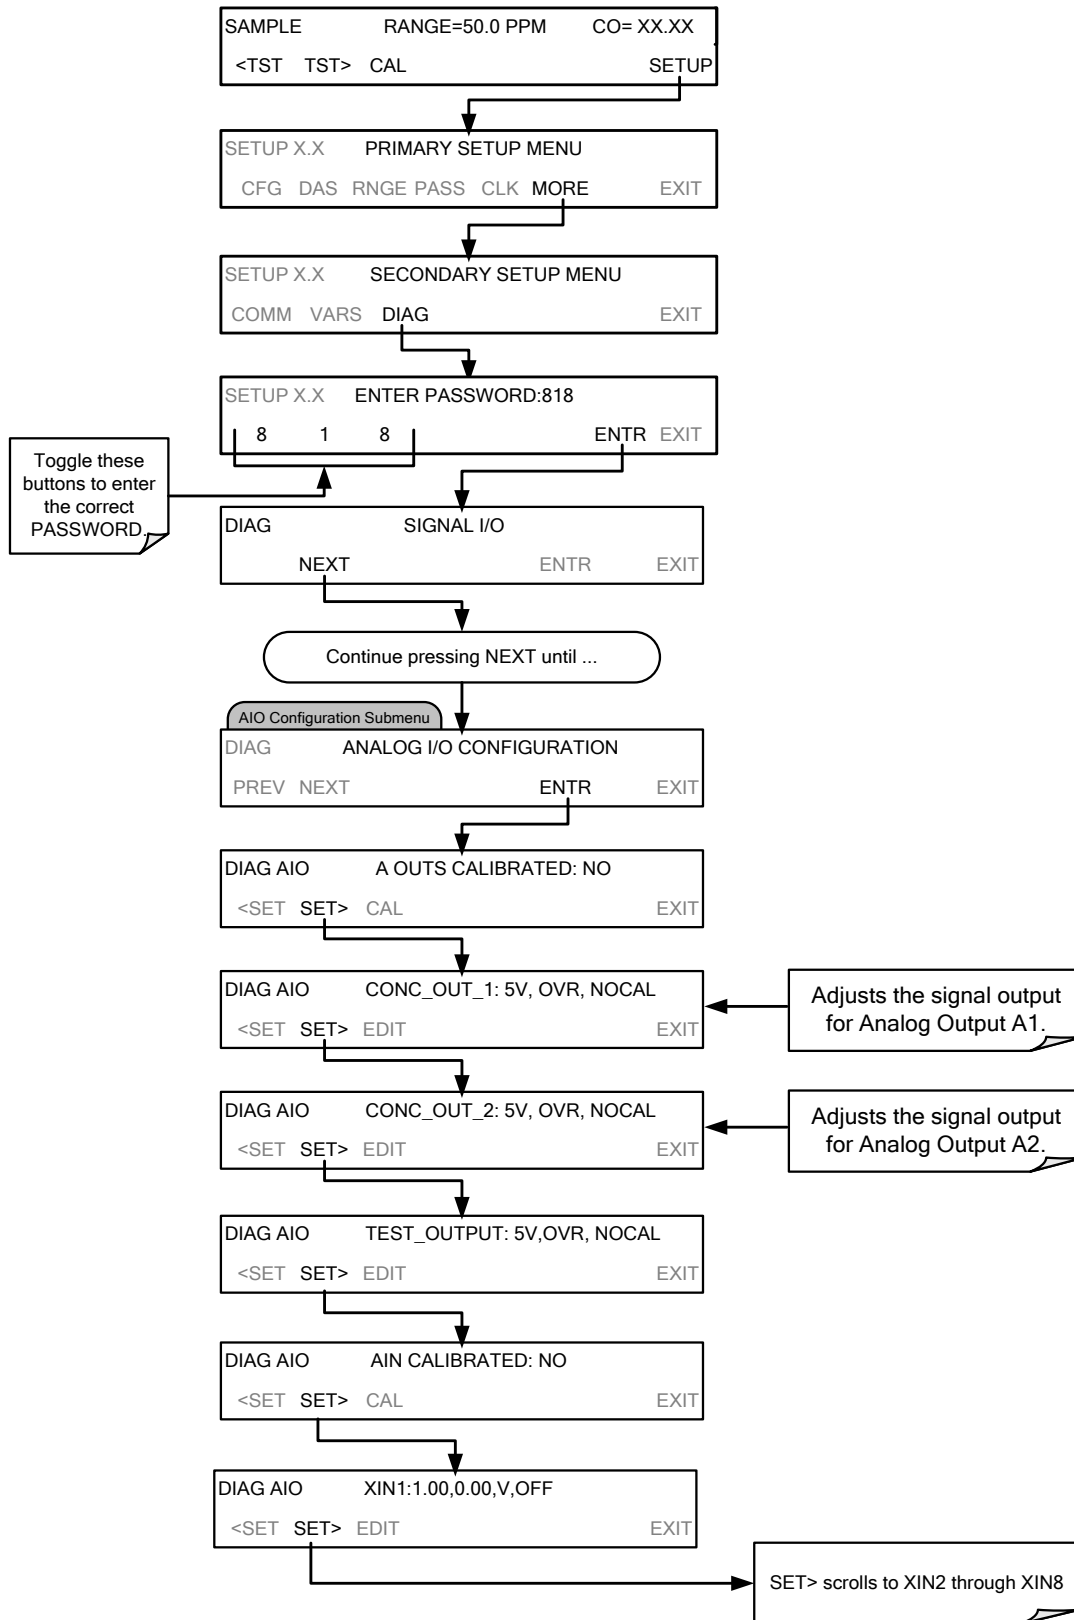 SAMPLE RANGE=50.0 PPM CO= XX.XX
<TST TST> CAL SETUP
SETUP X.X PRIMARY SETUP MENU
CFG DAS RNGE PASS CLK MORE EXIT
SETUP X.X SECONDARY SETUP MENU
COMM VARS DIAG EXIT
SETUP X.X ENTER PASSWORD:818
8 1 8 ENTR EXIT
Toggle these
buttons to enter
the correct
PASSWORD.
DIAG SIGNAL I/O
NEXT ENTR EXIT
Continue pressing NEXT until ...
AIO Configuration Submenu
DIAG ANALOG I/O CONFIGURATION
PREV NEXT ENTR EXIT
DIAG AIO A OUTS CALIBRATED: NO
<SET SET> CAL EXIT
DIAG AIO CONC_OUT_1: 5V, OVR, NOCAL
<SET SET> EDIT EXIT
Adjusts the signal output
for Analog Output A1.
DIAG AIO CONC_OUT_2: 5V, OVR, NOCAL
<SET SET> EDIT EXIT
Adjusts the signal output
for Analog Output A2.
DIAG AIO TEST_OUTPUT: 5V,OVR, NOCAL
<SET SET> EDIT EXIT
DIAG AIO AIN CALIBRATED: NO
<SET SET> CAL EXIT
DIAG AIO XIN1:1.00,0.00,V,OFF
<SET SET> EDIT EXIT
SET> scrolls to XIN2 through XIN8